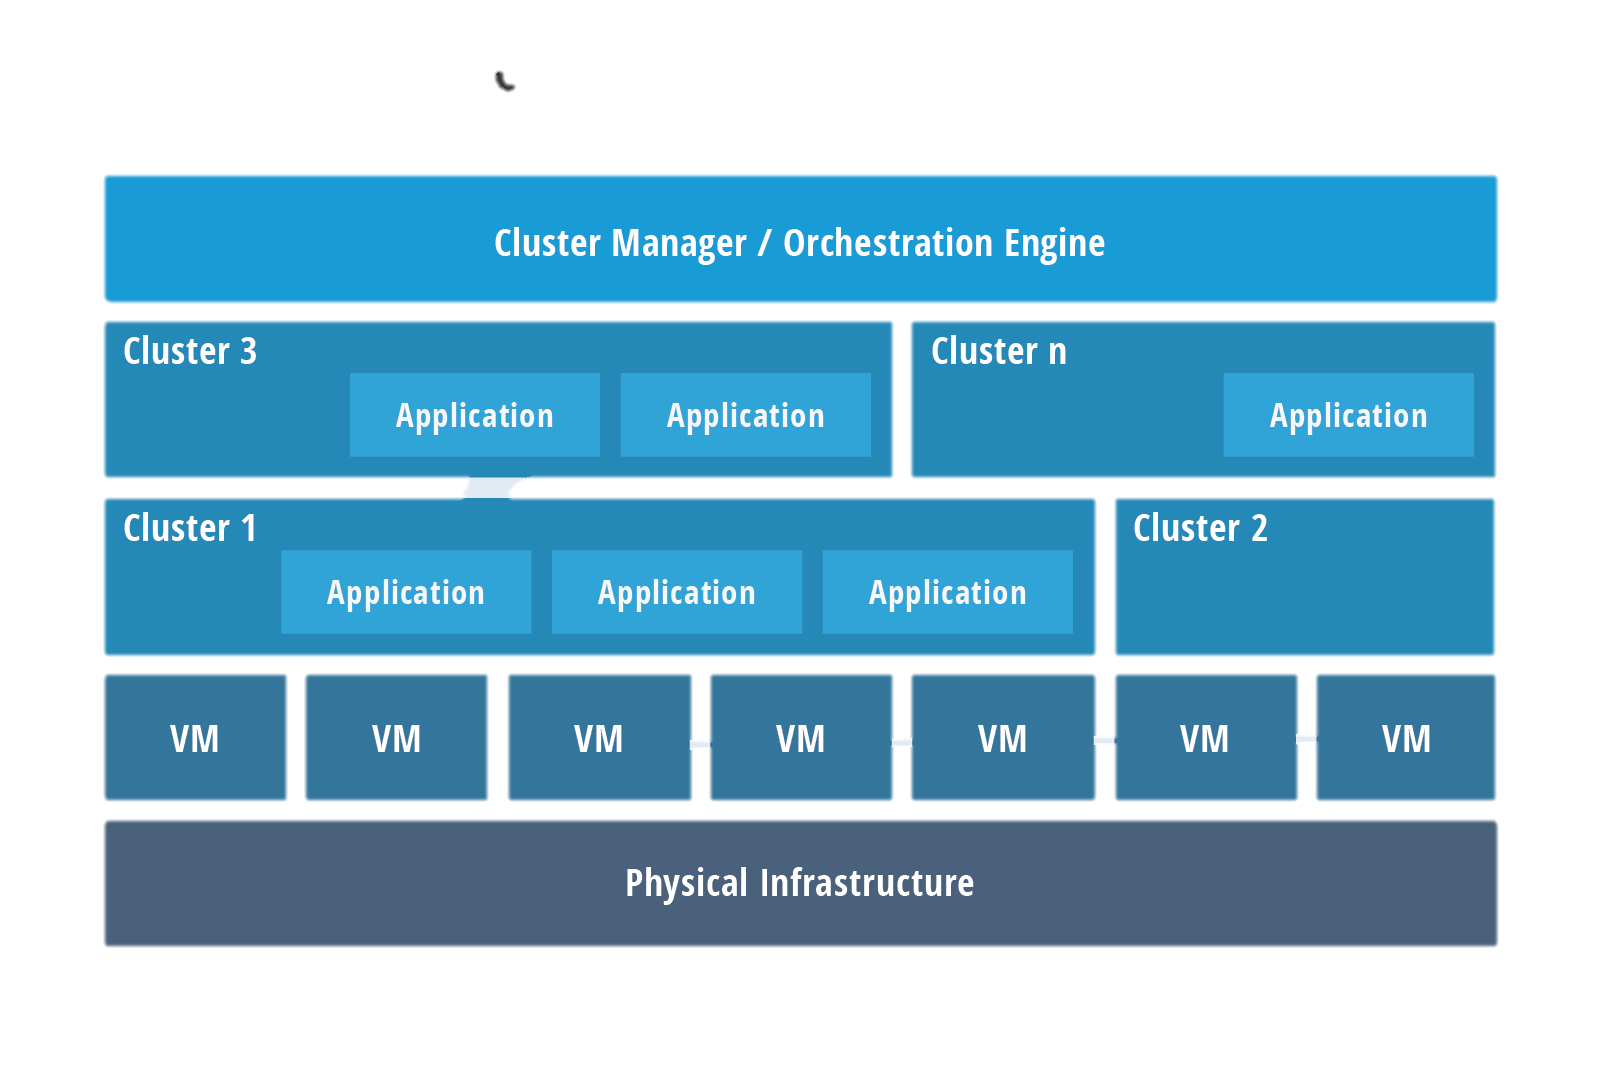 Cluster Manager / Orchestration Engine
Cluster 3
Application
Application
Cluster n
Application
Cluster 1
Application
Application
Application
Cluster 2
VM
VM
VM
VM
VM
VM
VM
Physical Infrastructure